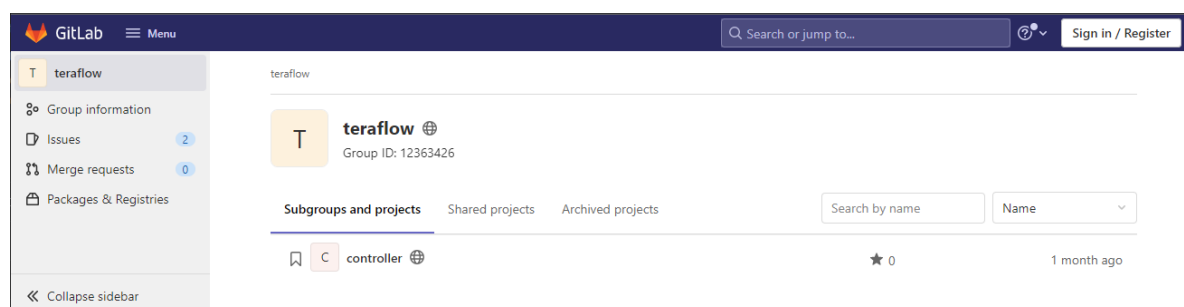 GitLab Menu Search or jump to... Sign in / Register
T teraflow
Group information
Issues 2
Merge requests 0
Packages & Registries
Collapse sidebar
teraflow
T
teraflow
Group ID: 12363426
Subgroups and projects Shared projects Archived projects Search by name Name
C controller 0 1 month ago